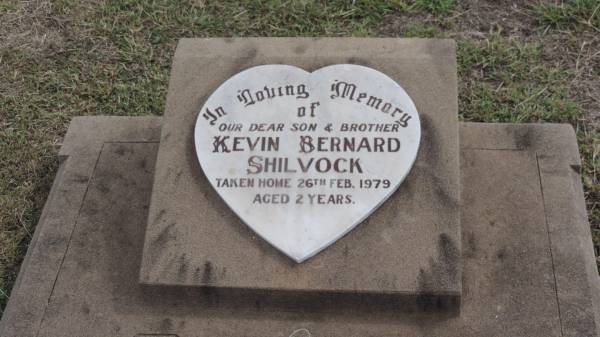 In Loving Memory
of
OUR DEAR SON & BROTHER
KEVIN BERNARD
SHILVOCK
TAKEN HOME 26TH FEB. 1979
AGED 2 YEARS.